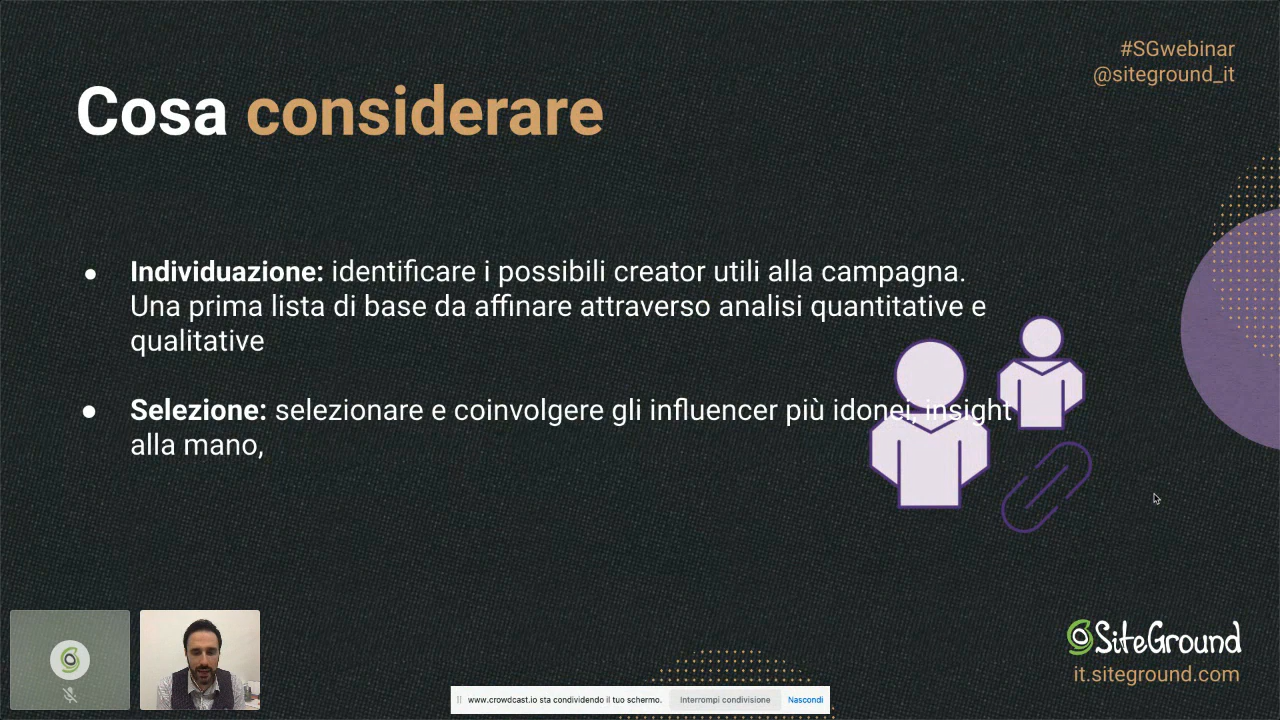 #SGwebinar
@siteground_it
Cosa considerare
● Individuazione: identificare i possibili creator utili alla campagna.
Una prima lista di base da affinare attraverso analisi quantitative e
qualitative
● Selezione: selezionare e coinvolgere gli influencer più idonei, insight
alla mano,
SiteGround
it.siteground.com
www.crowdcast.io sta condividendo il tuo schermo. Interrompi condivisione Nascondi